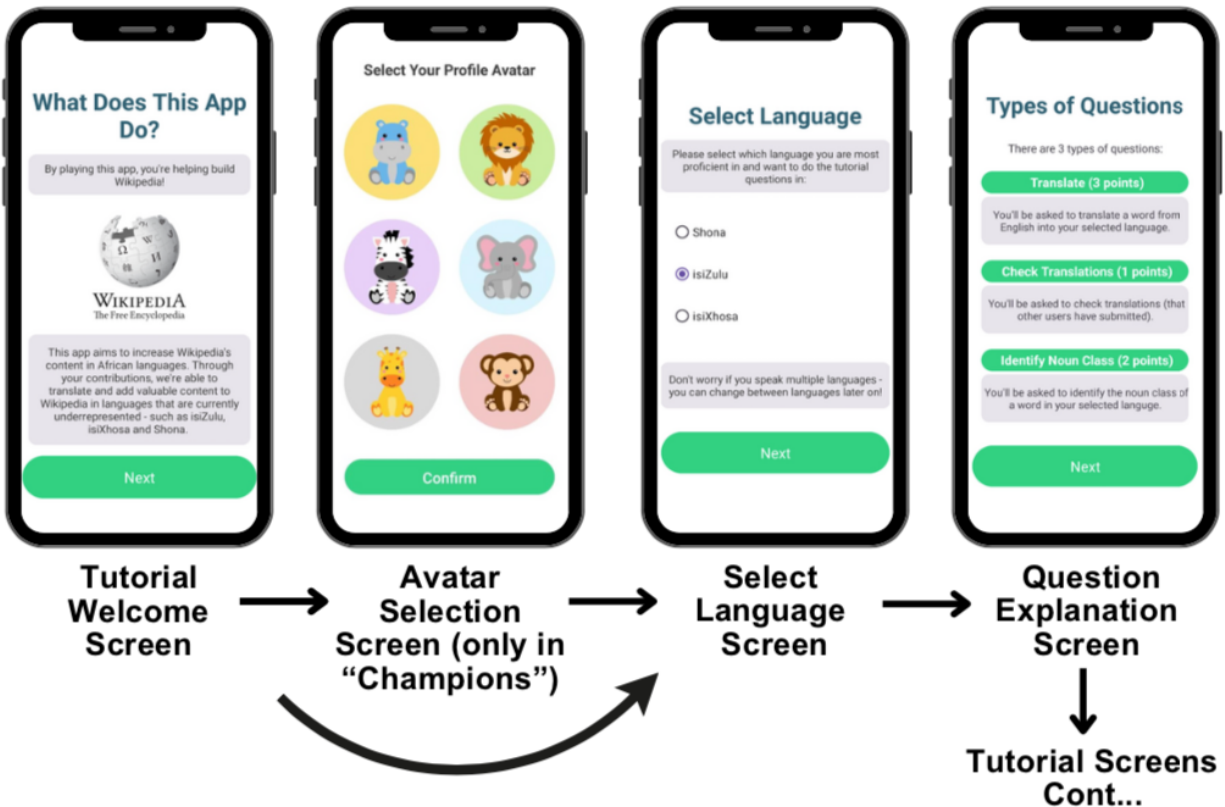 What Does This App
Do?
By playing this app, you're helping build
Wikipedia!
Ω W И
WIKIPEDIA
The Free Encyclopedia
This app aims to increase Wikipedia's
content in African languages. Through
your contributions, we're able to
translate and add valuable content to
Wikipedia in languages that are currently
underrepresented - such as isiZulu,
isiXhosa and Shona.
Next
Tutorial
Welcome
Screen
Select Your Profile Avatar
Confirm
Avatar
Selection
Screen (only in
“Champions”)
Select Language
Please select which language you are most
proficient in and want to do the tutorial
questions in:
Shona
isiZulu
isiXhosa
Don't worry if you speak multiple languages -
you can change between languages later on!
Next
Select
Language
Screen
Types of Questions
There are 3 types of questions:
Translate (3 points)
You'll be asked to translate a word from
English into your selected language.
Check Translations (1 points)
You'll be asked to check translations (that
other users have submitted).
Identify Noun Class (2 points)
You'll be asked to identify the noun class of
a word in your selected languge.
Next
Question
Explanation
Screen
Tutorial Screens
Cont...